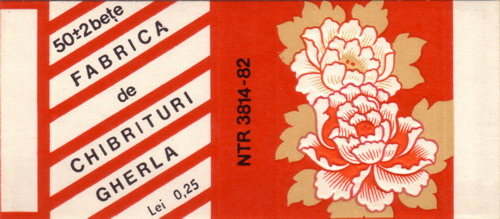 50±2bețe
FABRICA
de
CHIBRITURI
GHERLA
Lei 0,25
NTR 3814-82